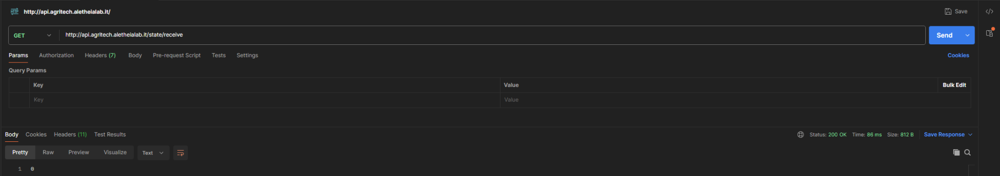 HTTP http://api.agritech.aletheialab.it/ Save </>
GET http://api.agritech.aletheialab.it/state/receive Send
Params Authorization Headers (7) Body Pre-request Script Tests Settings Cookies
Query Params
Key Value Bulk Edit
Key Value
Body Cookies Headers (11) Test Results Status: 200 OK Time: 86 ms Size: 812 B Save Response
Pretty Raw Preview Visualize Text
1 0